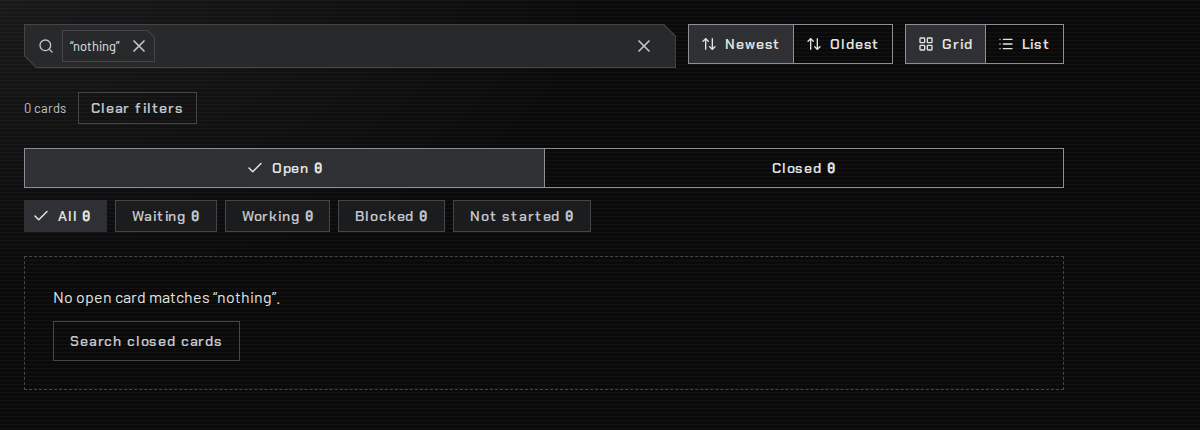 “nothing”
Newest
Oldest
Grid
List
0 cards
Clear filters
Open 0
Closed 0
All 0
Waiting 0
Working 0
Blocked 0
Not started 0
No open card matches “nothing”.
Search closed cards